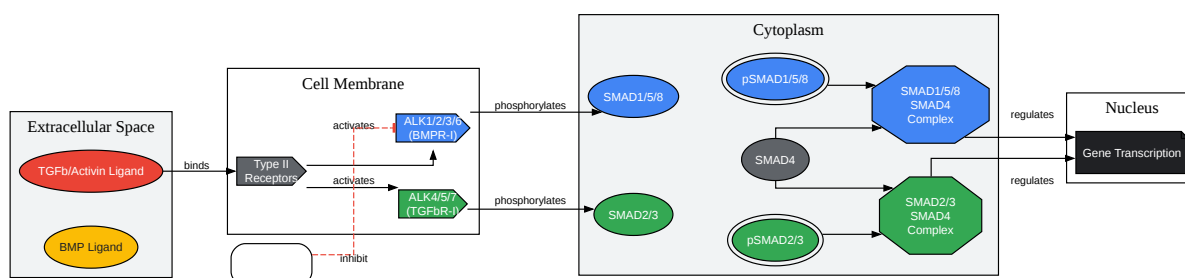 Extracellular Space
TGFb/Activin Ligand
BMP Ligand
binds
Cell Membrane
Type II
Receptors
activates
activates
inhibit
ALK1/2/3/6
(BMPR-I)
ALK4/5/7
(TGFbR-I)
phosphorylates
phosphorylates
Cytoplasm
SMAD1/5/8
SMAD2/3
pSMAD1/5/8
SMAD4
pSMAD2/3
SMAD1/5/8
SMAD4
Complex
SMAD2/3
SMAD4
Complex
regulates
regulates
Nucleus
Gene Transcription